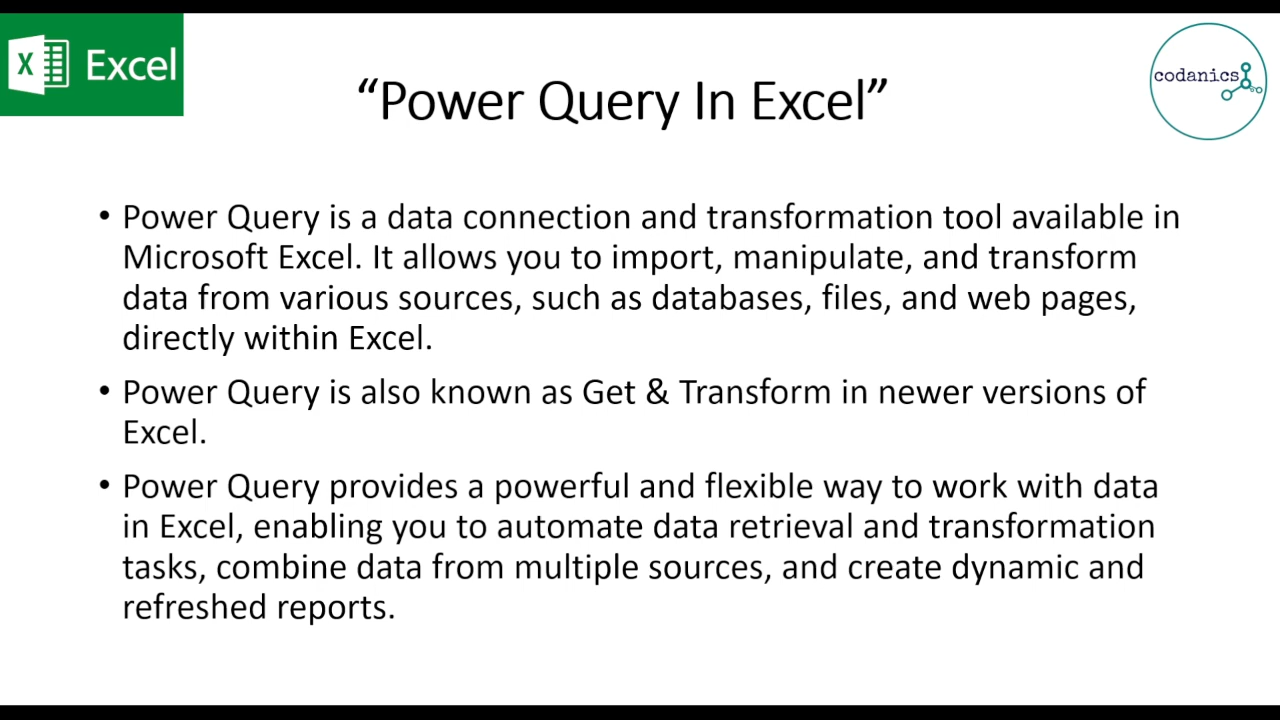 X Excel
codanics
“Power Query In Excel”
• Power Query is a data connection and transformation tool available in
Microsoft Excel. It allows you to import, manipulate, and transform
data from various sources, such as databases, files, and web pages,
directly within Excel.
• Power Query is also known as Get & Transform in newer versions of
Excel.
• Power Query provides a powerful and flexible way to work with data
in Excel, enabling you to automate data retrieval and transformation
tasks, combine data from multiple sources, and create dynamic and
refreshed reports.